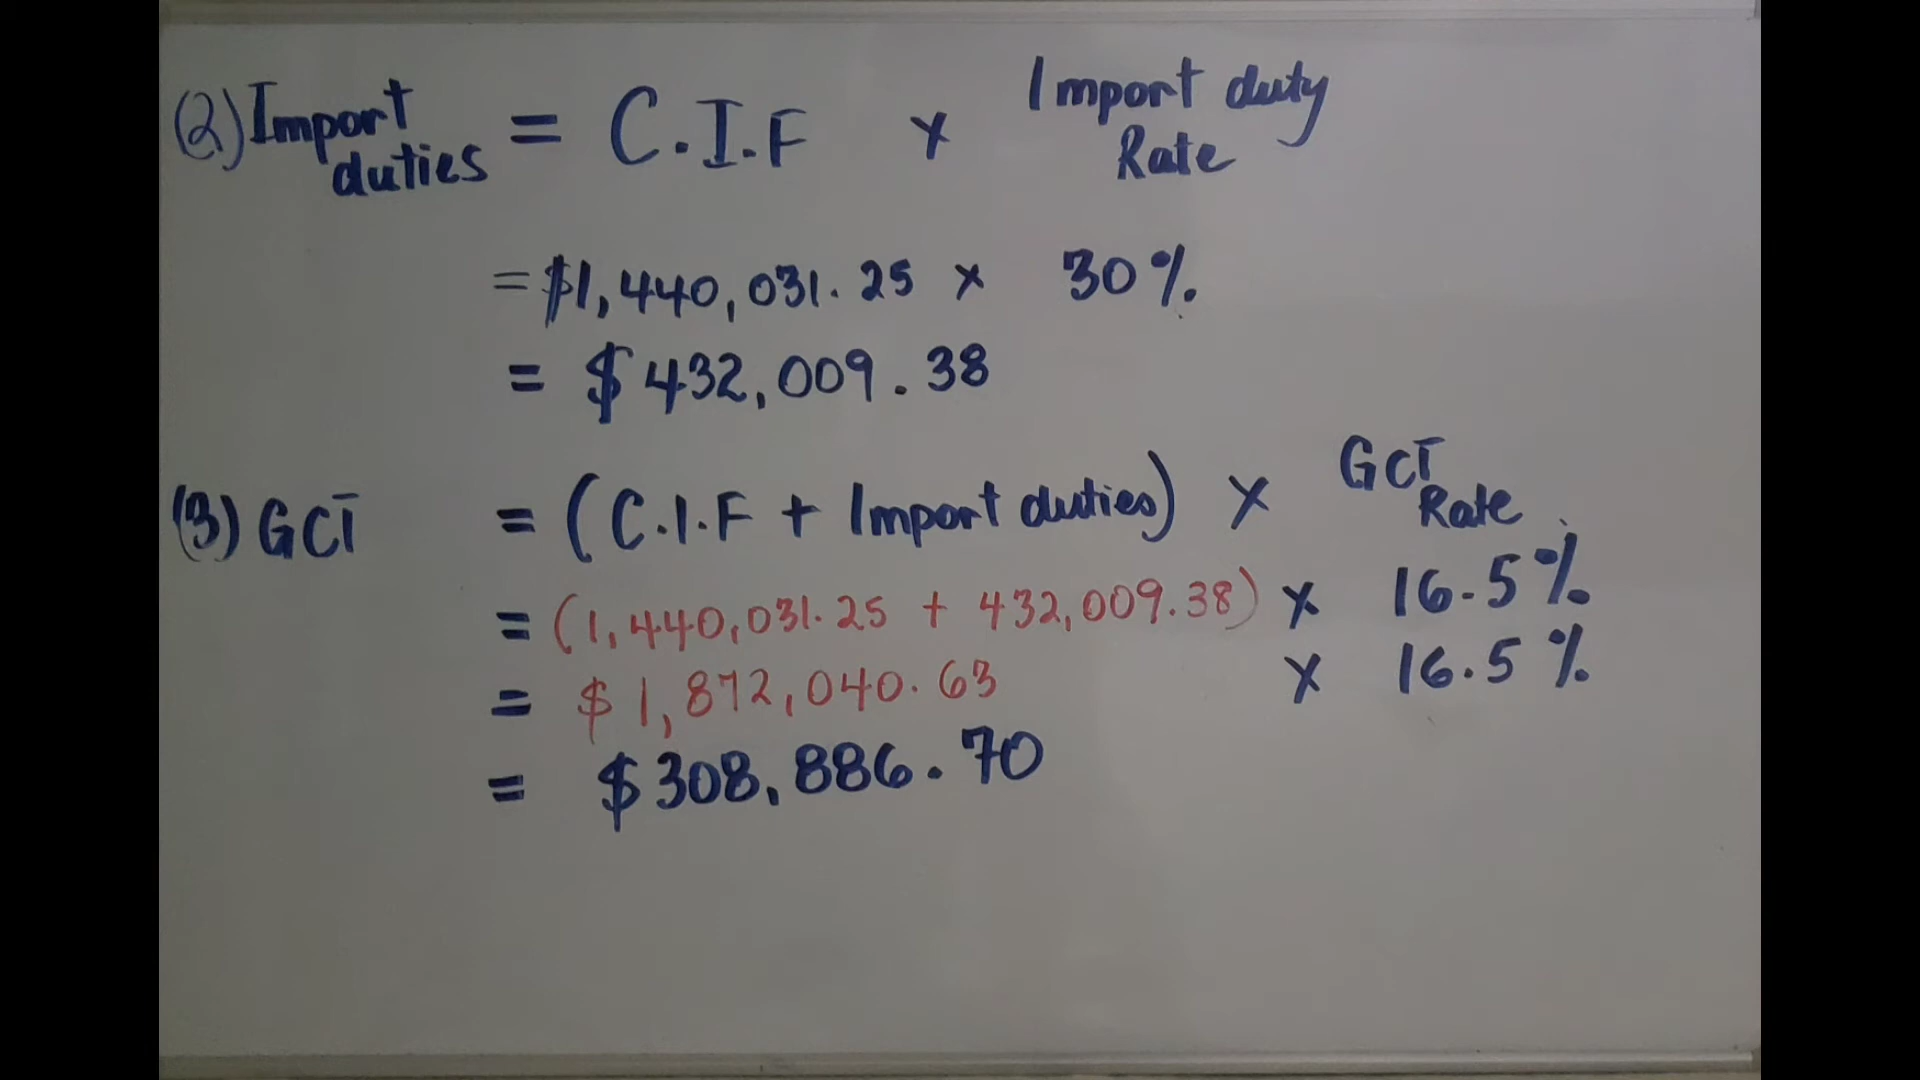 (2) Import duties = C.I.F x Import duty Rate
= $1,440,031.25 x 30%
= $432,009.38
(3) GCT = (C.I.F + Import duties) x GCT Rate
= (1,440,031.25 + 432,009.38) x 16.5%
= $1,872,040.63 x 16.5%
= $308,886.70